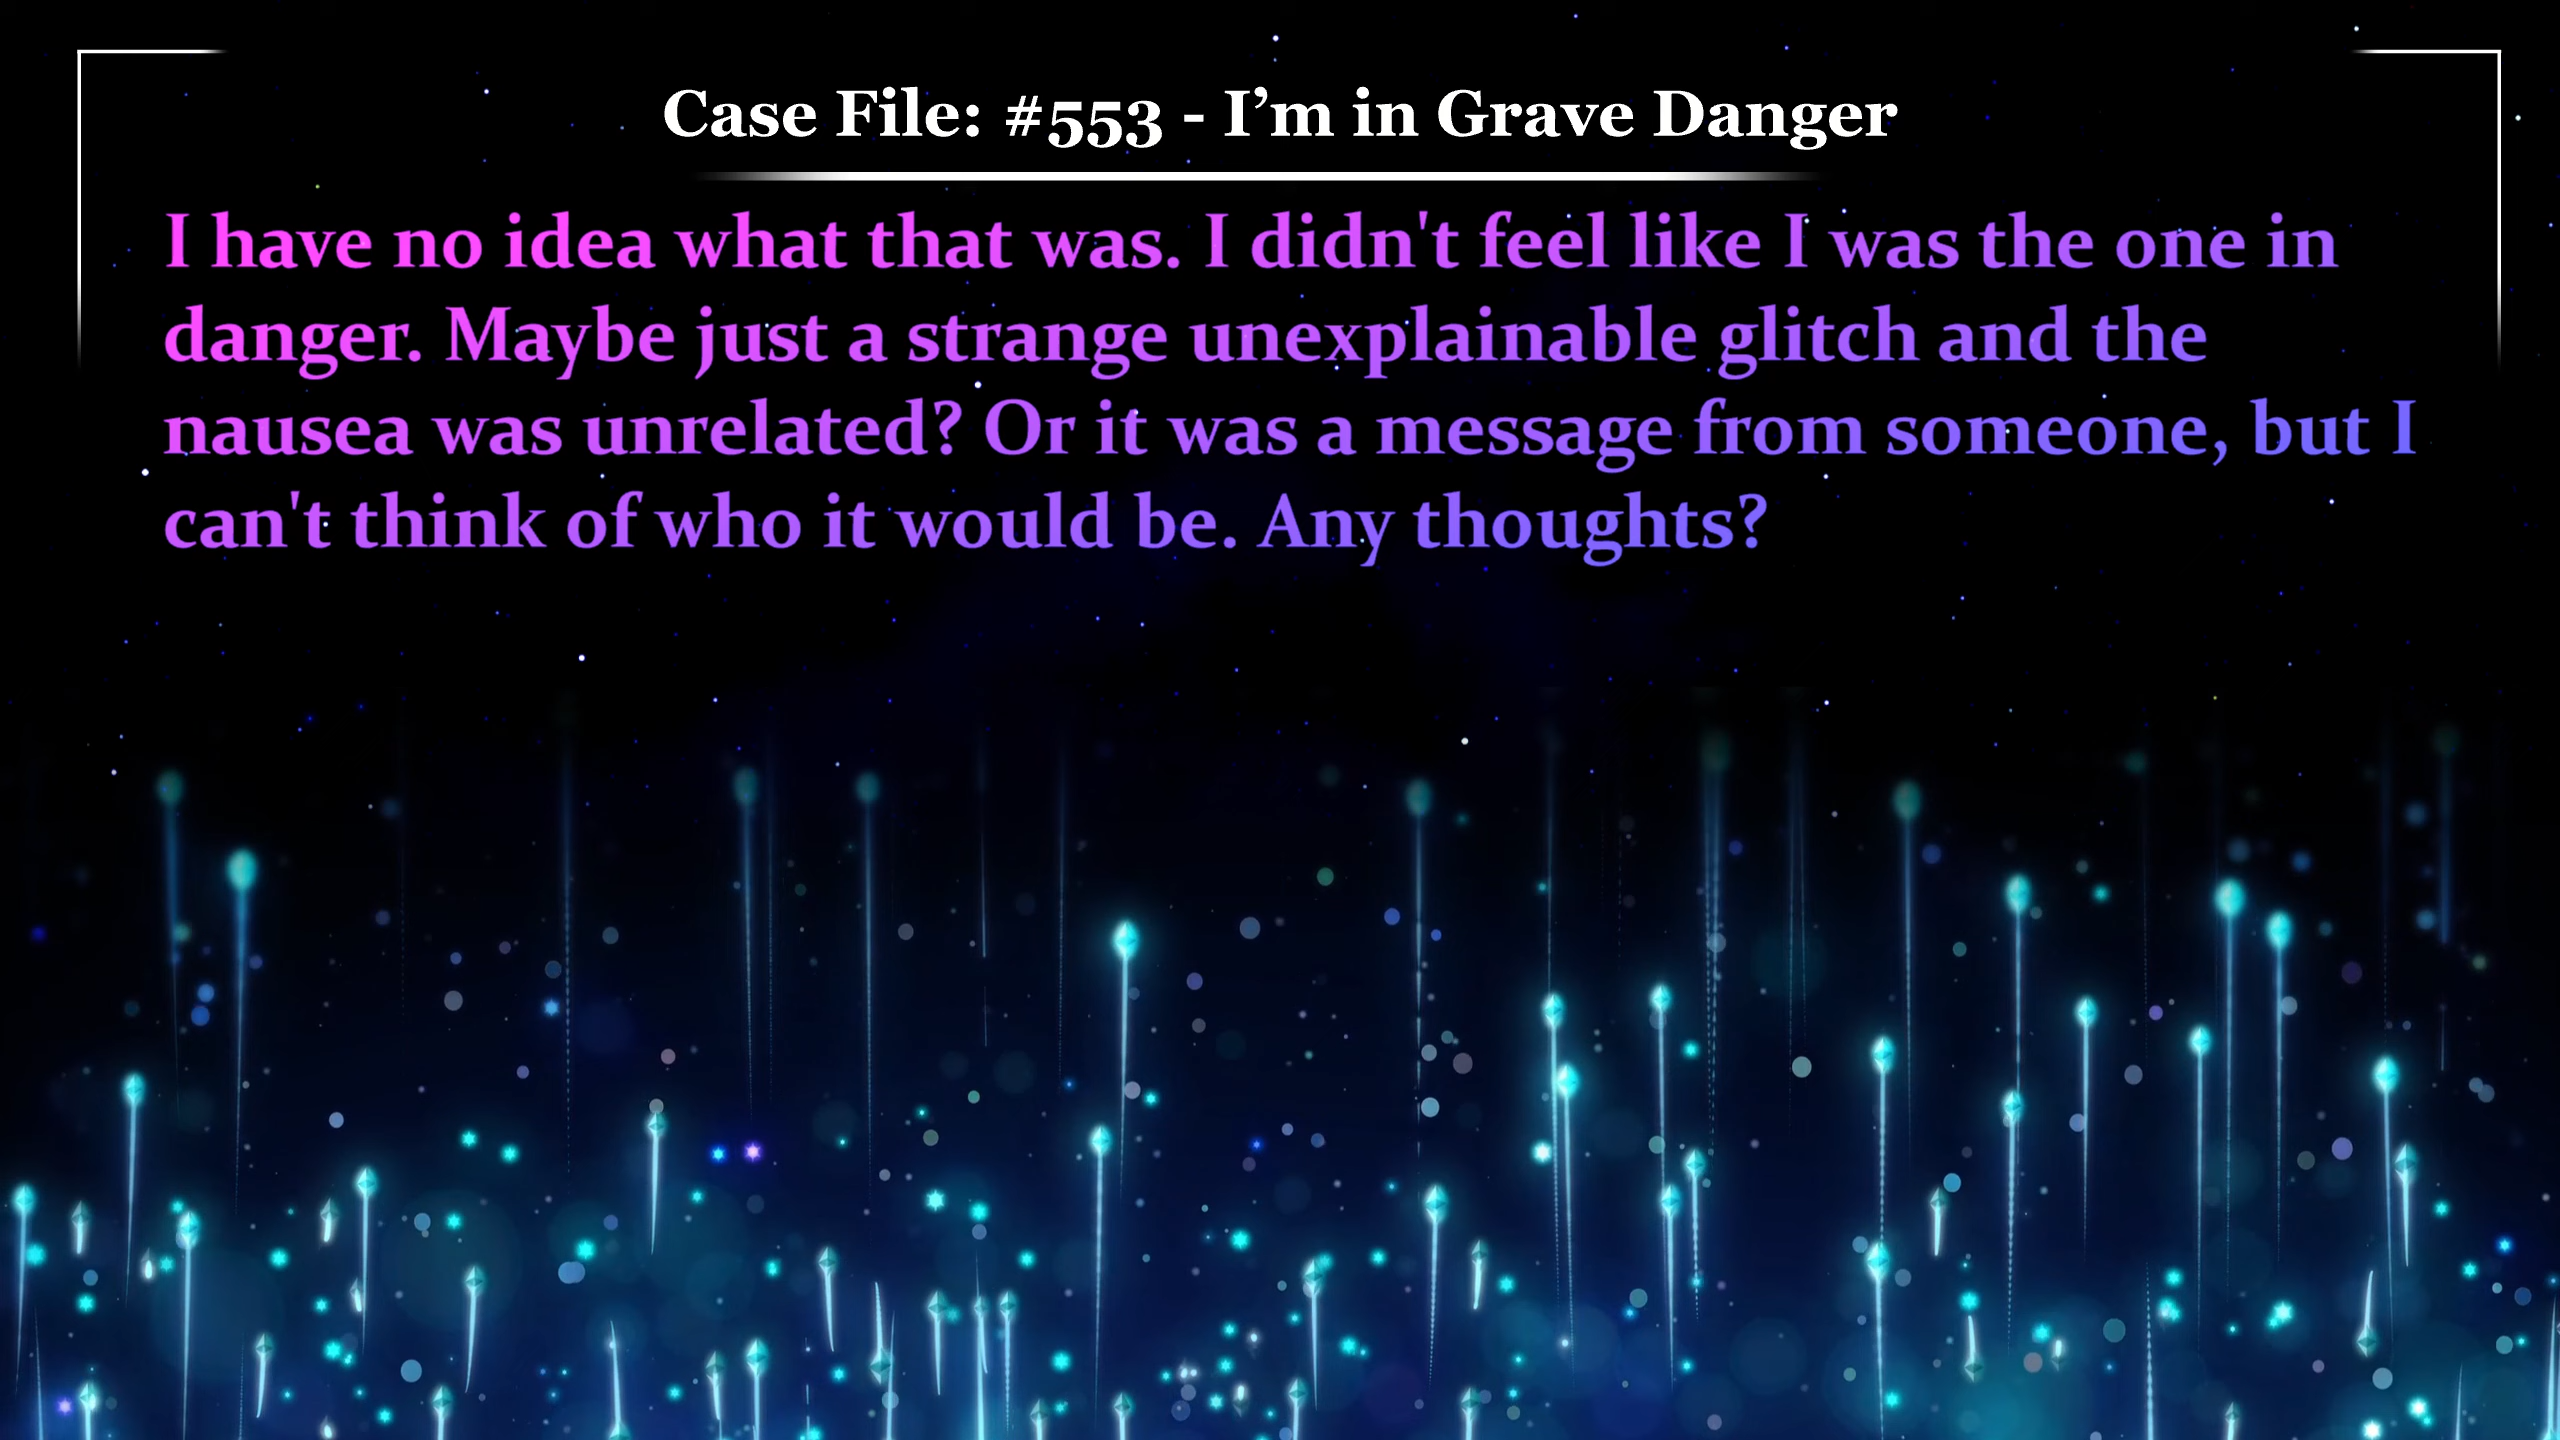 Case File: #553 - I’m in Grave Danger
I have no idea what that was. I didn't feel like I was the one in
danger. Maybe just a strange unexplainable glitch and the
nausea was unrelated? Or it was a message from someone, but I
can't think of who it would be. Any thoughts?